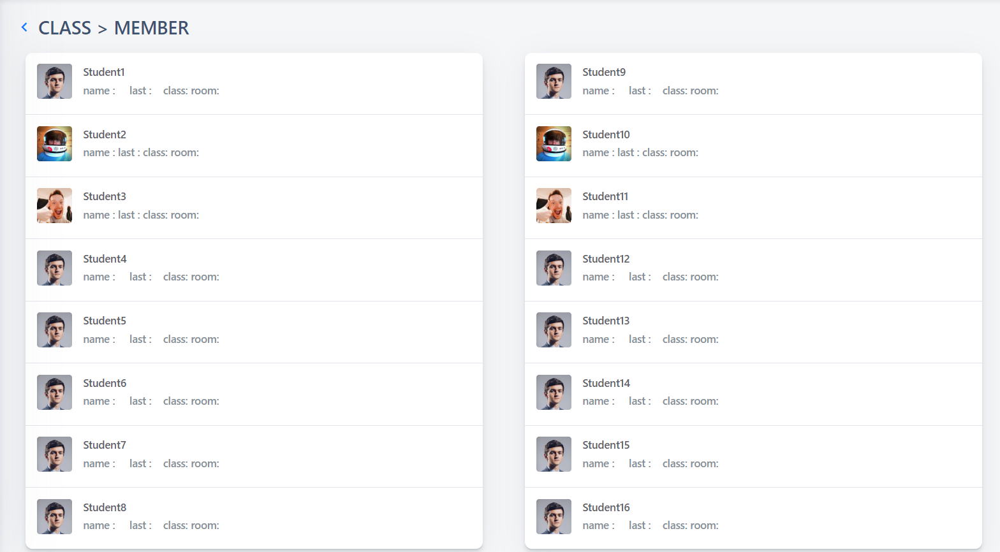 CLASS > MEMBER
Student1
name : last : class: room:
Student2
name : last : class: room:
Student3
name : last : class: room:
Student4
name : last : class: room:
Student5
name : last : class: room:
Student6
name : last : class: room:
Student7
name : last : class: room:
Student8
name : last : class: room:
Student9
name : last : class: room:
Student10
name : last : class: room:
Student11
name : last : class: room:
Student12
name : last : class: room:
Student13
name : last : class: room:
Student14
name : last : class: room:
Student15
name : last : class: room:
Student16
name : last : class: room: